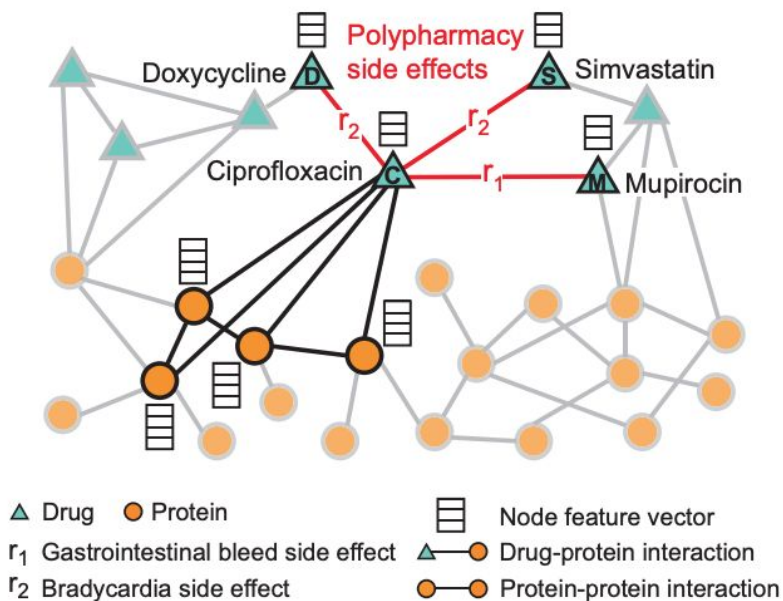 Polypharmacy
side effects
Doxycycline
D
S
Simvastatin
r2
r2
Ciprofloxacin
C
r1
M
Mupirocin
Drug
Protein
Node feature vector
r1 Gastrointestinal bleed side effect
Drug-protein interaction
r2 Bradycardia side effect
Protein-protein interaction